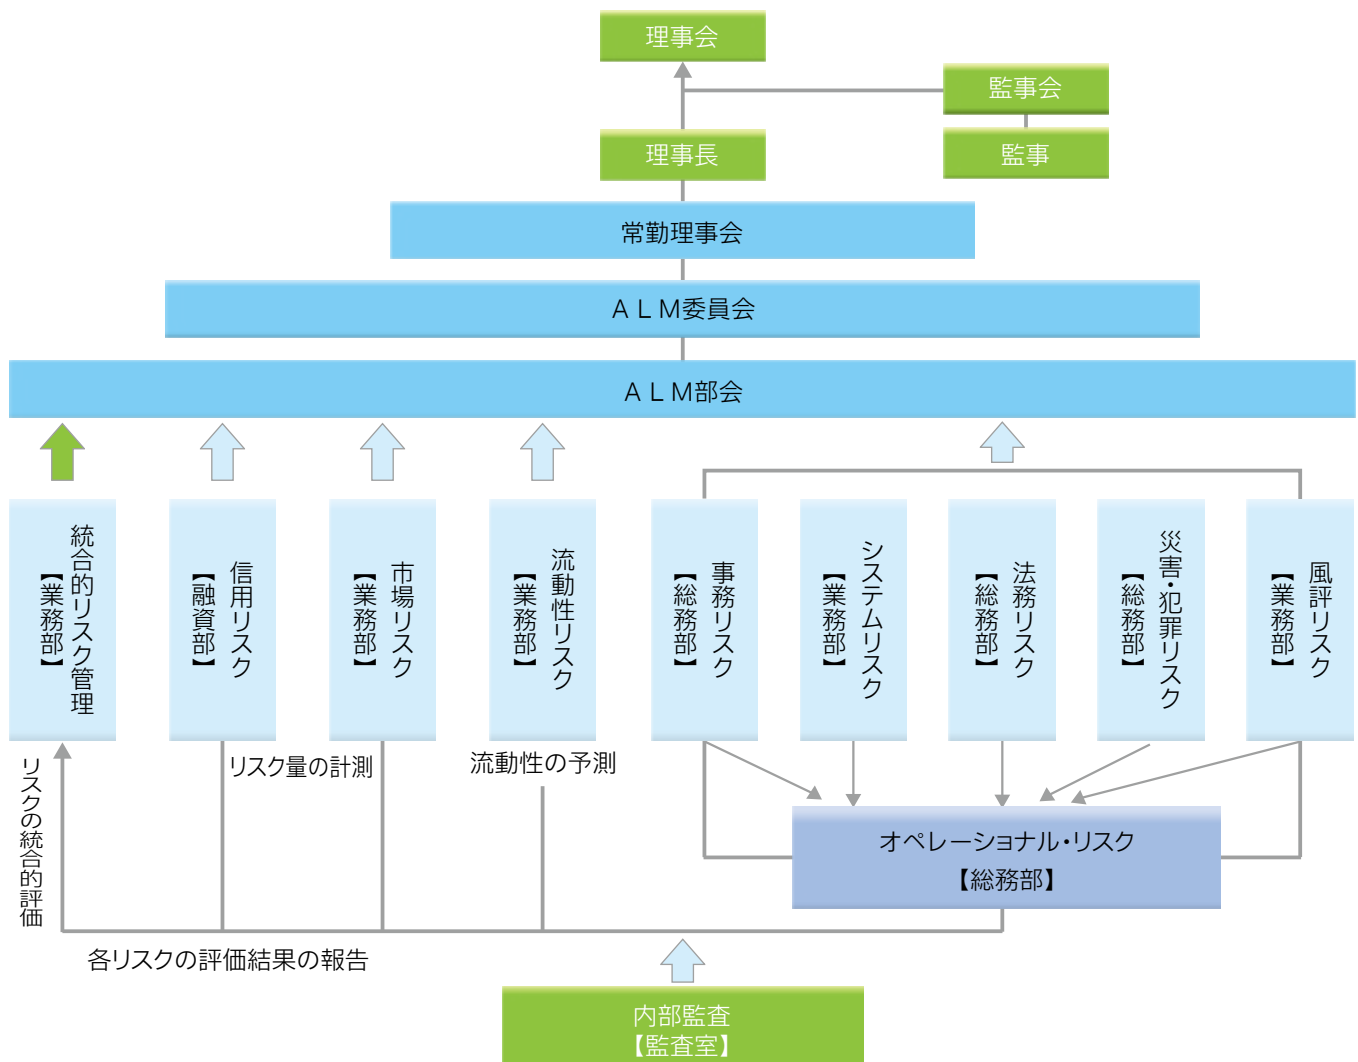 理事会
監事会
理事長
監事
常勤理事会
ＡＬＭ委員会
ＡＬＭ部会
統合的リスク管理
【業務部】
信用リスク
【融資部】
市場リスク
【業務部】
流動性リスク
【業務部】
事務リスク
【総務部】
システムリスク
【業務部】
法務リスク
【総務部】
災害・犯罪リスク
【総務部】
風評リスク
【業務部】
リスクの統合的評価
リスク量の計測
流動性の予測
オペレーショナル・リスク
【総務部】
各リスクの評価結果の報告
内部監査
【監査室】